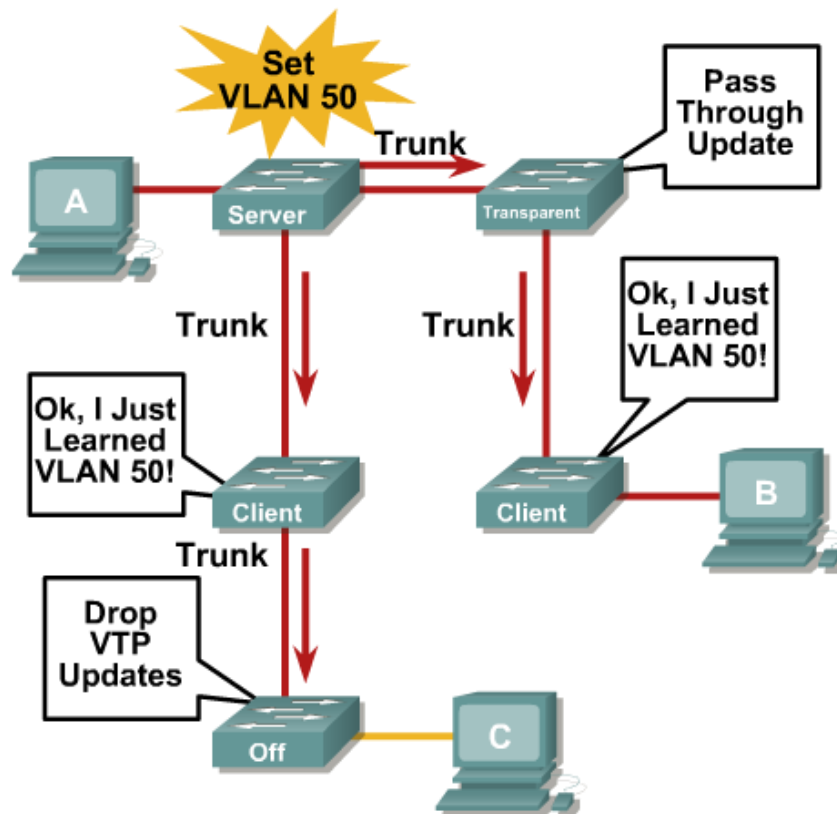 Set
VLAN 50
Trunk
Pass
Through
Update
A
Server
Transparent
Trunk
Trunk
Ok, I Just
Learned
VLAN 50!
Ok, I Just
Learned
VLAN 50!
Client
Client
B
Trunk
Drop
VTP
Updates
Off
C